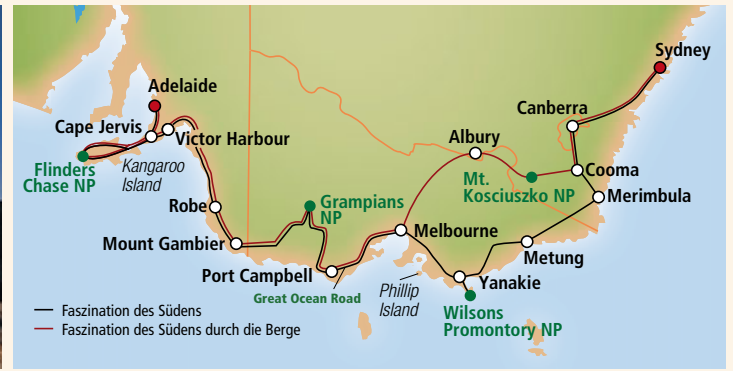 Sydney
Adelaide
Canberra
Cape Jervis
Victor Harbour
Albury
Flinders
Chase NP
Kangaroo
Island
Mt.
Kosciuszko NP
Cooma
Merimbula
Robe
Grampians
NP
Melbourne
Mount Gambier
Metung
Port Campbell
Great Ocean Road
Phillip
Island
Yanakie
Wilsons
Promontory NP
Faszination des Südens
Faszination des Südens durch die Berge